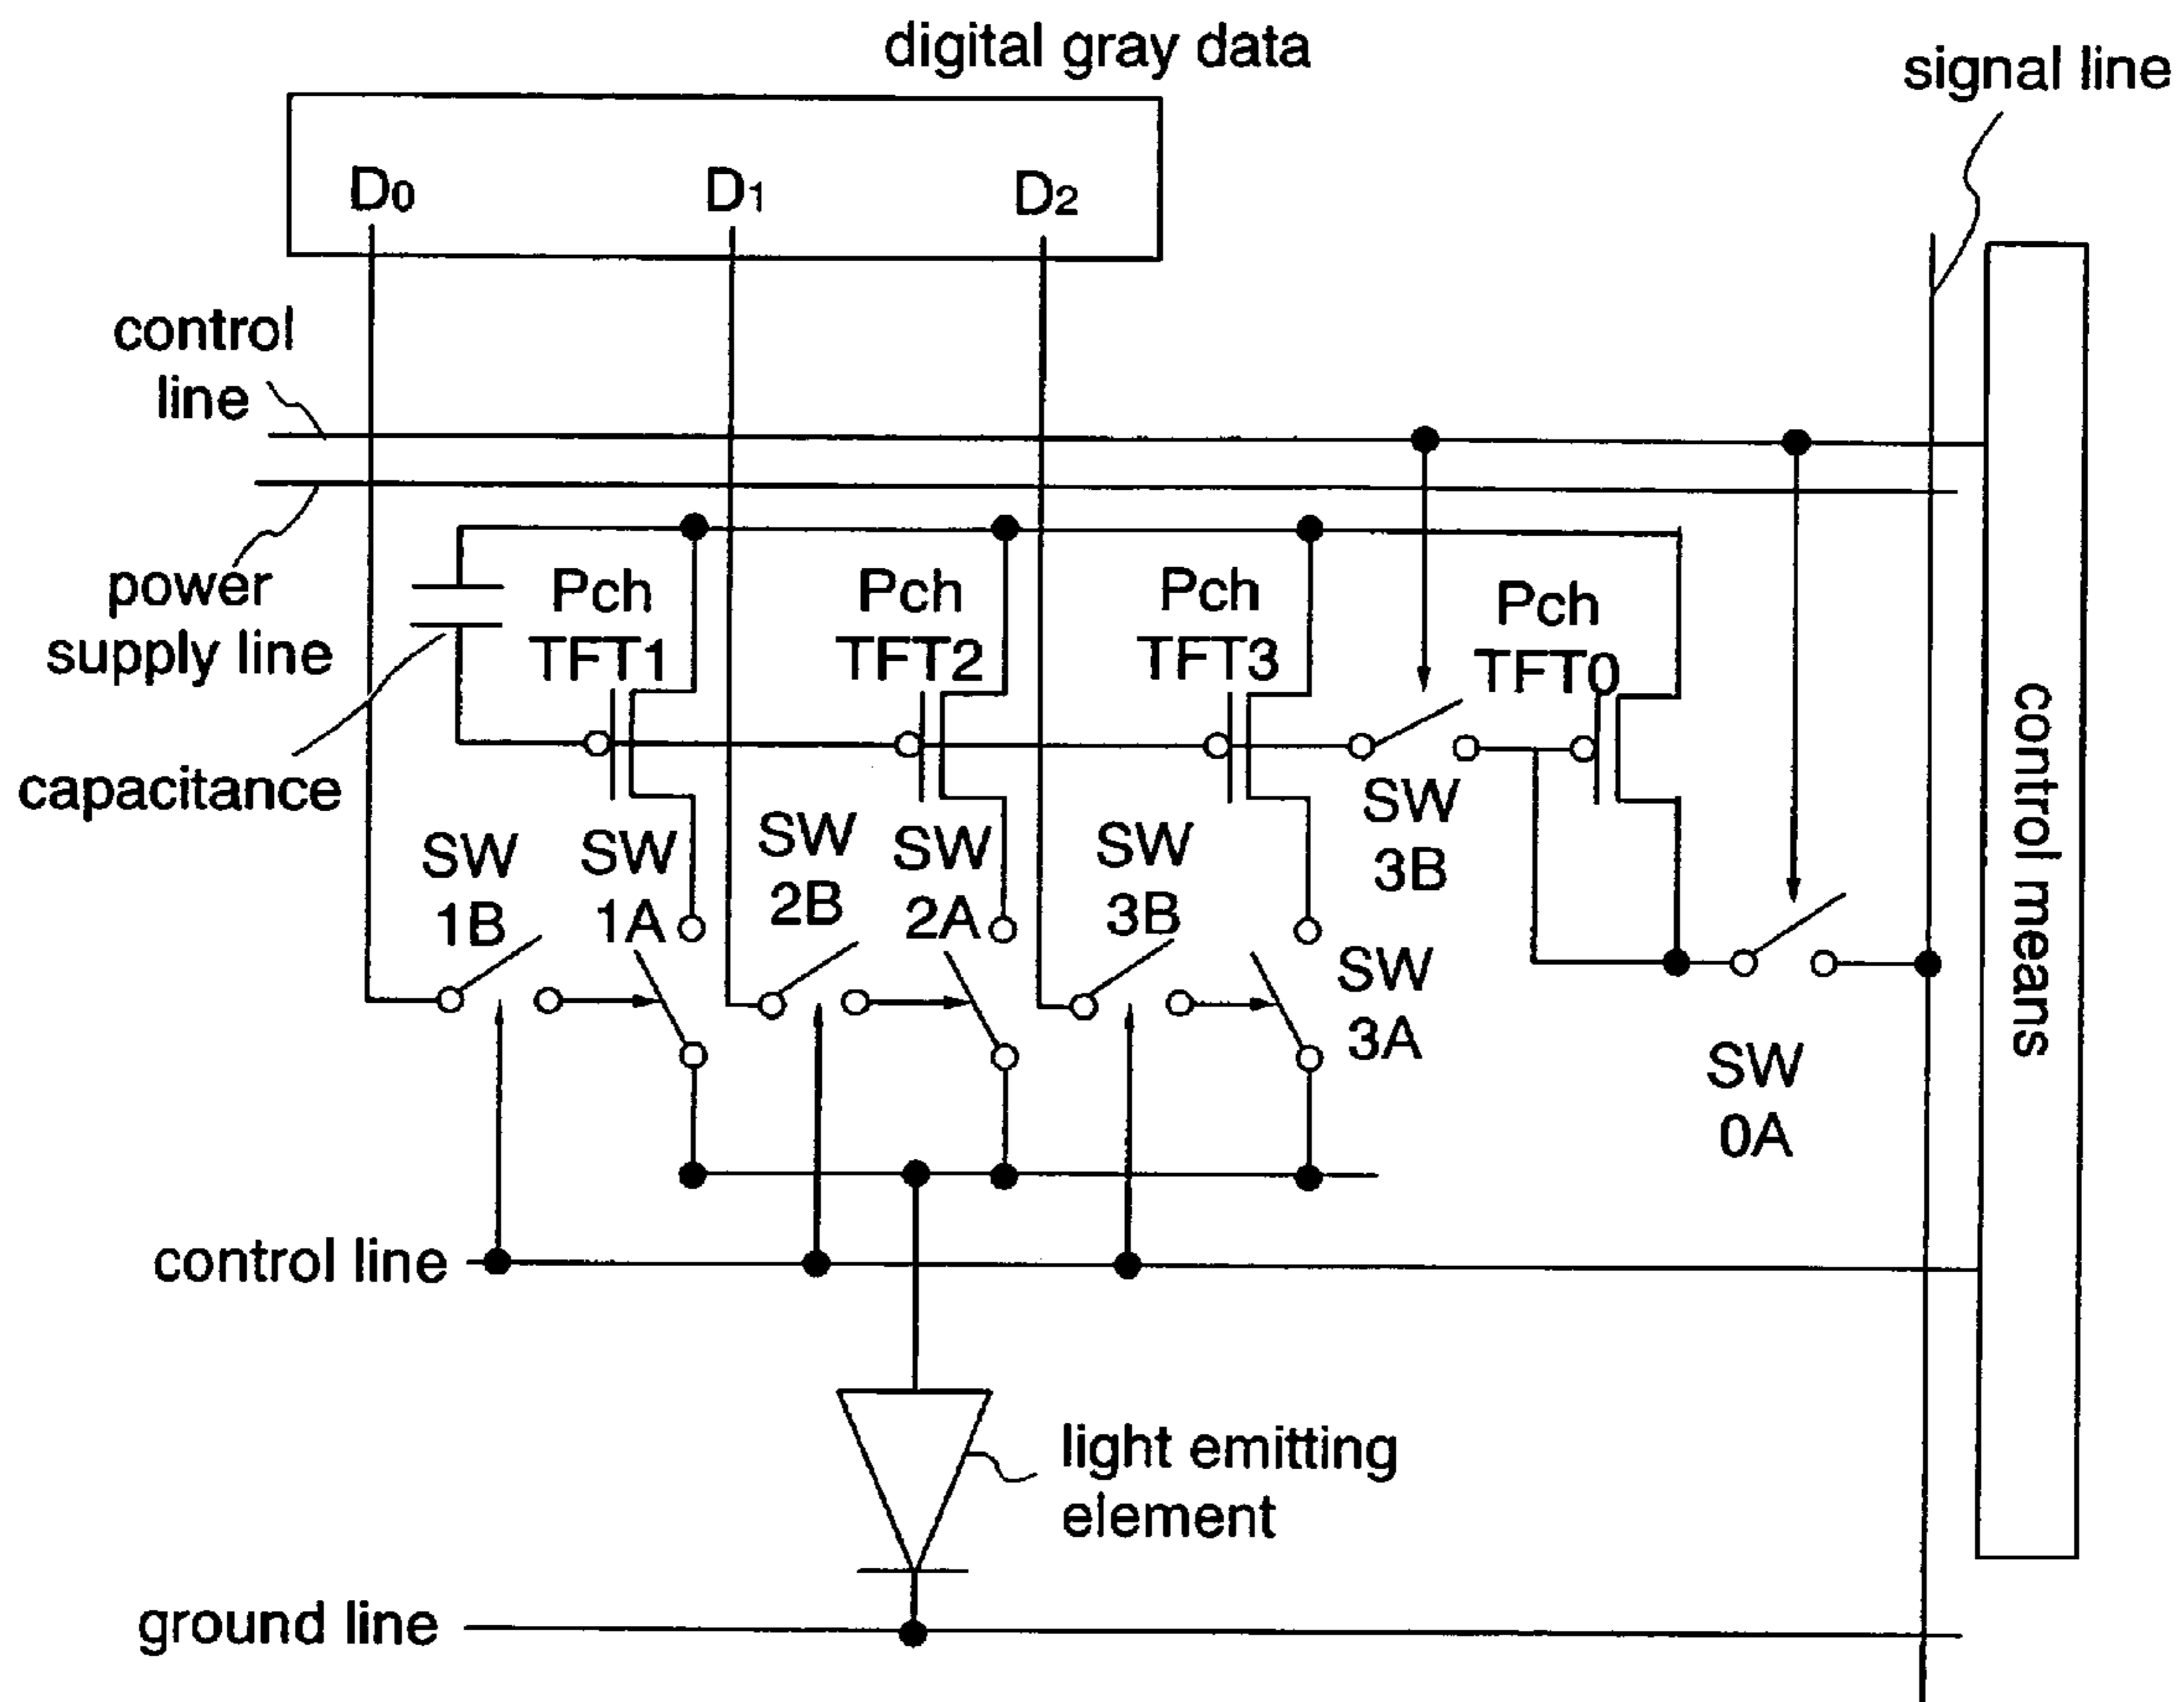 digital gray data
signal line
D0
D1
D2
control
line
power
supply line
capacitance
Pch
TFT1
Pch
TFT2
Pch
TFT3
Pch
TFT0
control means
SW
1B
SW
1A
SW
2B
SW
2A
SW
3B
SW
3B
SW
3A
SW
0A
control line
light emitting
element
ground line